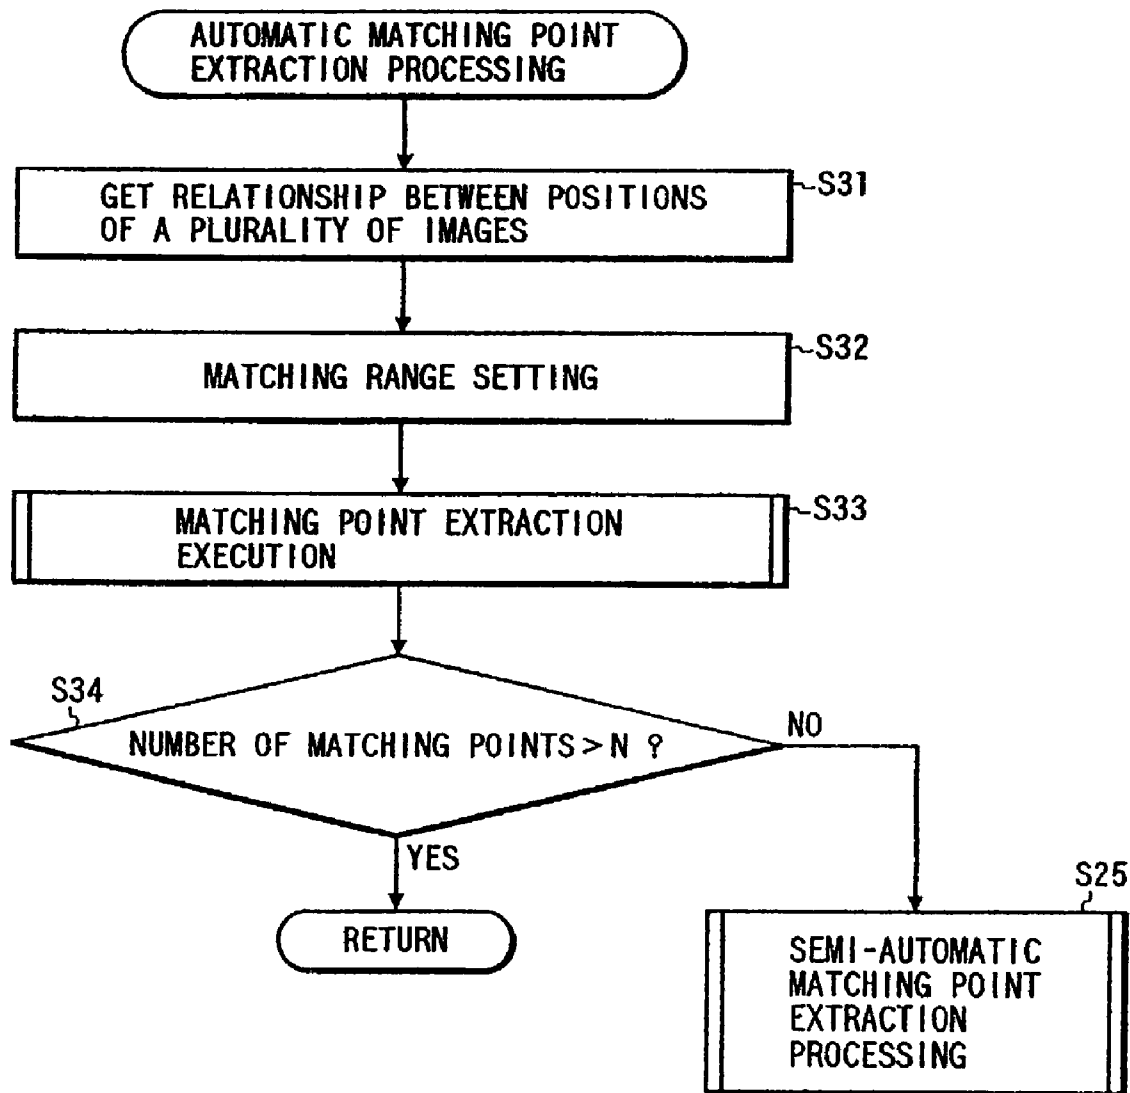 AUTOMATIC MATCHING POINT
EXTRACTION PROCESSING
S31
GET RELATIONSHIP BETWEEN POSITIONS
OF A PLURALITY OF IMAGES
S32
MATCHING RANGE SETTING
S33
MATCHING POINT EXTRACTION
EXECUTION
S34
NUMBER OF MATCHING POINTS>N ?
NO
YES
RETURN
S25
SEMI-AUTOMATIC
MATCHING POINT
EXTRACTION
PROCESSING